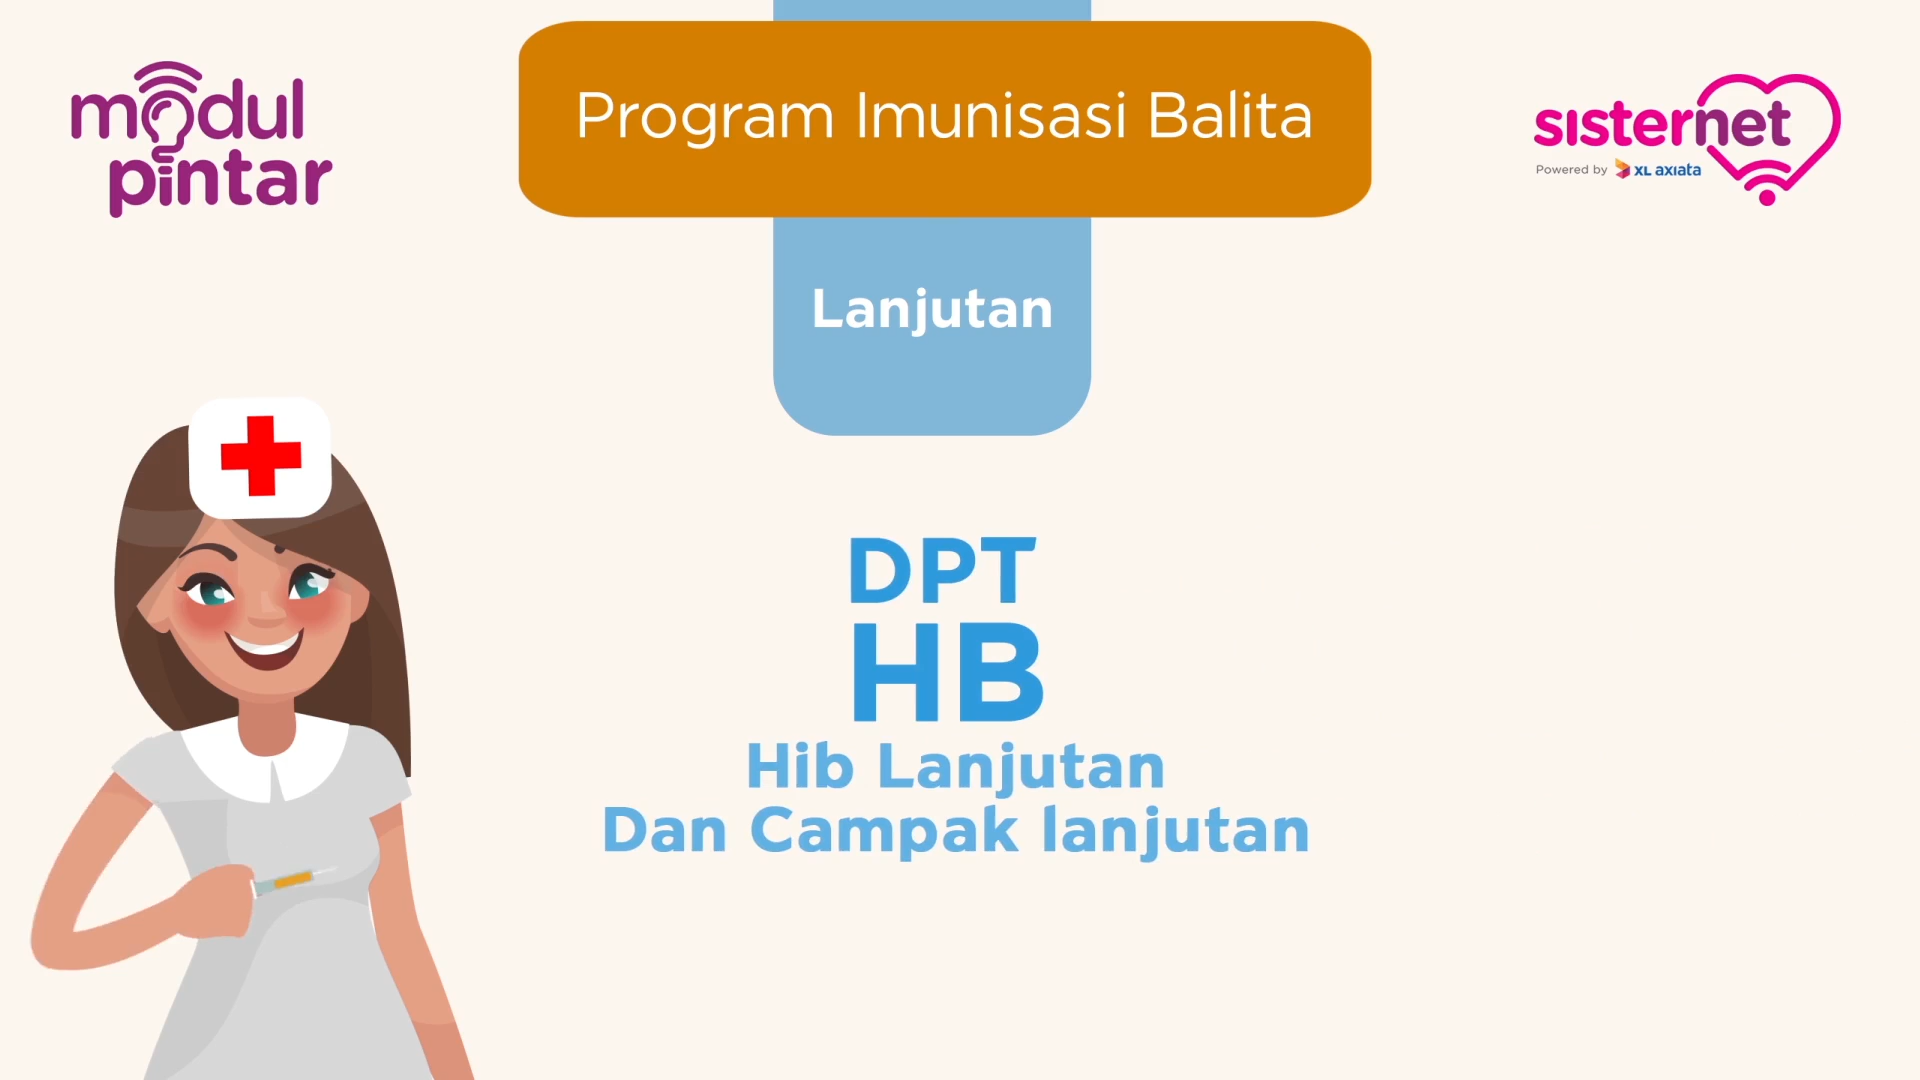 modul
pintar
Program Imunisasi Balita
sisternet
Powered by XL axiata
Lanjutan
DPT
HB
Hib Lanjutan
Dan Campak lanjutan